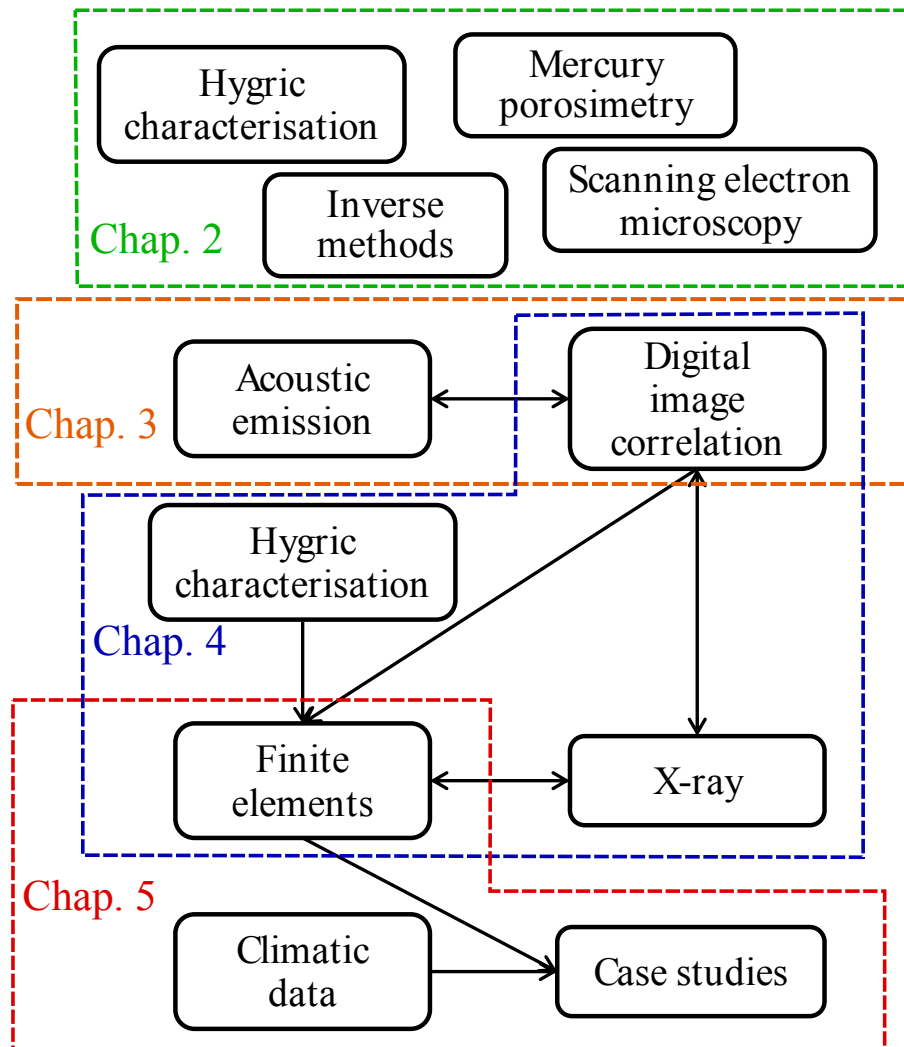 Hygric
characterisation
Mercury
porosimetry
Inverse
methods
Scanning electron
microscopy
Chap. 2
Acoustic
emission
Digital
image
correlation
Chap. 3
Hygric
characterisation
Chap. 4
Finite
elements
X-ray
Chap. 5
Climatic
data
Case studies